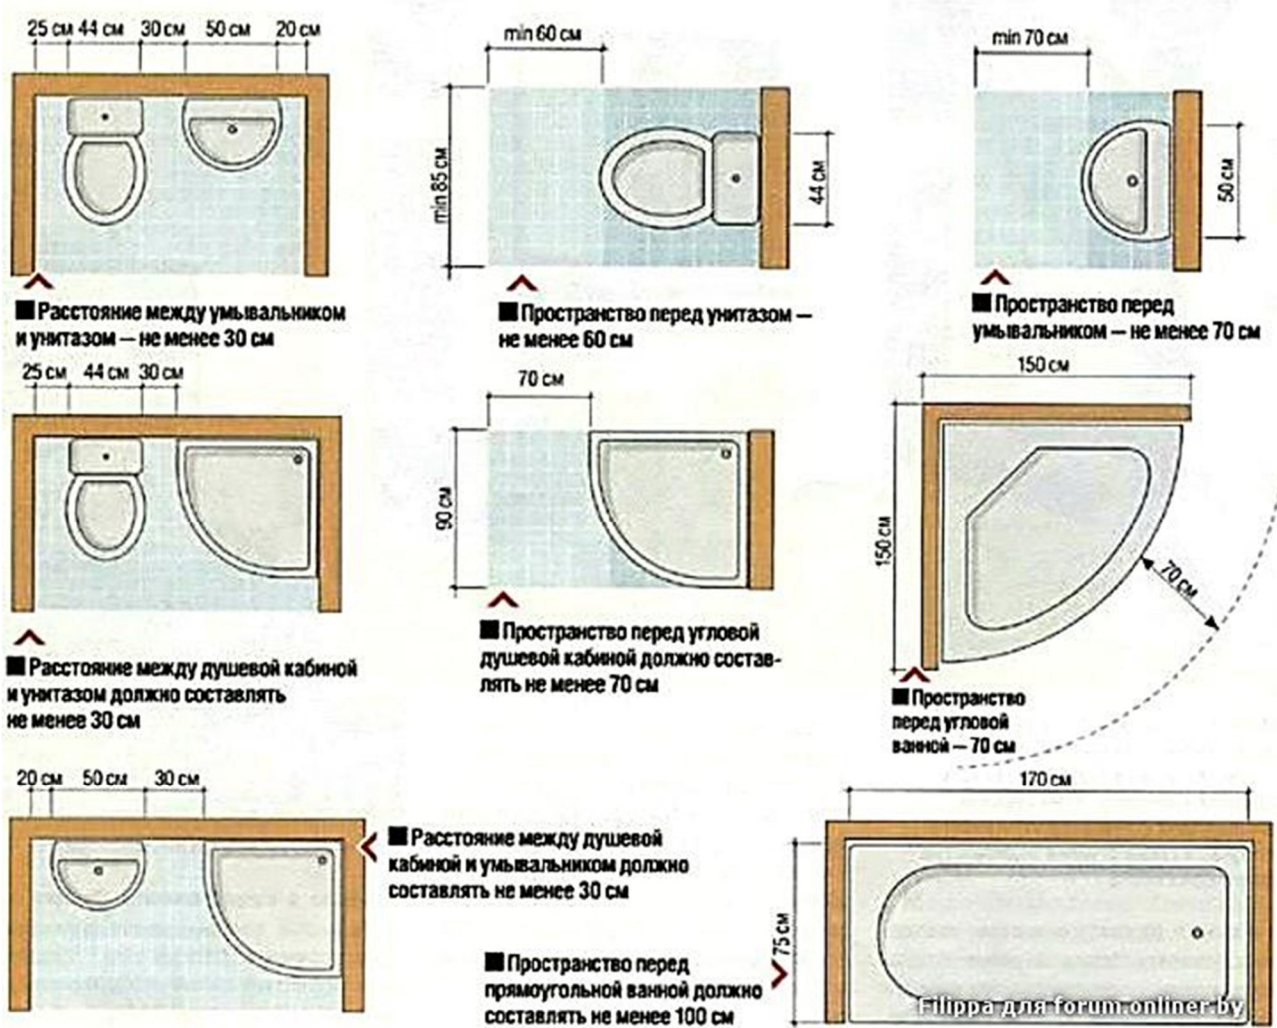 25 см 44 см 30 см 50 см 20 см
min 60 см
min 70 см
min 85 см
44 см
50 см
Расстояние между умывальником
и унитазом — не менее 30 см
Пространство перед унитазом —
не менее 60 см
Пространство перед
умывальником — не менее 70 см
25 см 44 см 30 см
70 см
150 см
90 см
150 см
70 см
Расстояние между душевой кабиной
и унитазом должно составлять
не менее 30 см
Пространство перед угловой
душевой кабиной должно состав-
лять не менее 70 см
Пространство
перед угловой
ванной — 70 см
20 см 50 см 30 см
170 см
Расстояние между душевой
кабиной и умывальником должно
составлять не менее 30 см
75 см
Пространство перед
прямоугольной ванной должно
составлять не менее 100 см
Filippa для forum.onliner.by